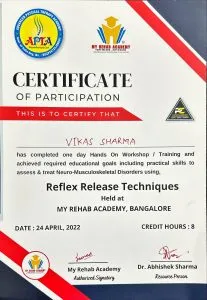 APTA
MY REHAB ACADEMY
CERTIFICATE
OF PARTICIPATION
THIS IS TO CERTIFY THAT
VIKAS SHARMA
has completed one day Hands On Workshop / Training and
achieved required educational goals including practical skills to
assess & treat Neuro-Musculoskeletal Disorders using,
Reflex Release Techniques
Held at
MY REHAB ACADEMY, BANGALORE
DATE : 24 APRIL, 2022 CREDIT HOURS : 8
My Rehab Academy Dr. Abhishek Sharma
Authorized Signatory Resource Person